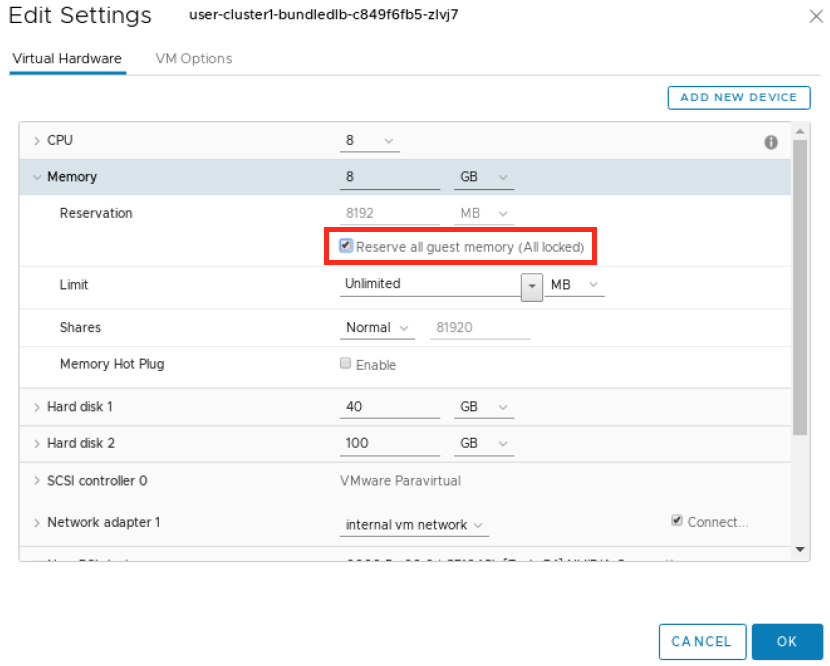 Edit Settings user-cluster1-bundledlb-c849f6fb5-zlvj7
Virtual Hardware VM Options
ADD NEW DEVICE
CPU 8
Memory 8 GB
Reservation 8192 MB
Reserve all guest memory (All locked)
Limit Unlimited MB
Shares Normal 81920
Memory Hot Plug Enable
Hard disk 1 40 GB
Hard disk 2 100 GB
SCSI controller 0 VMware Paravirtual
Network adapter 1 internal vm network Connect...
CANCEL OK